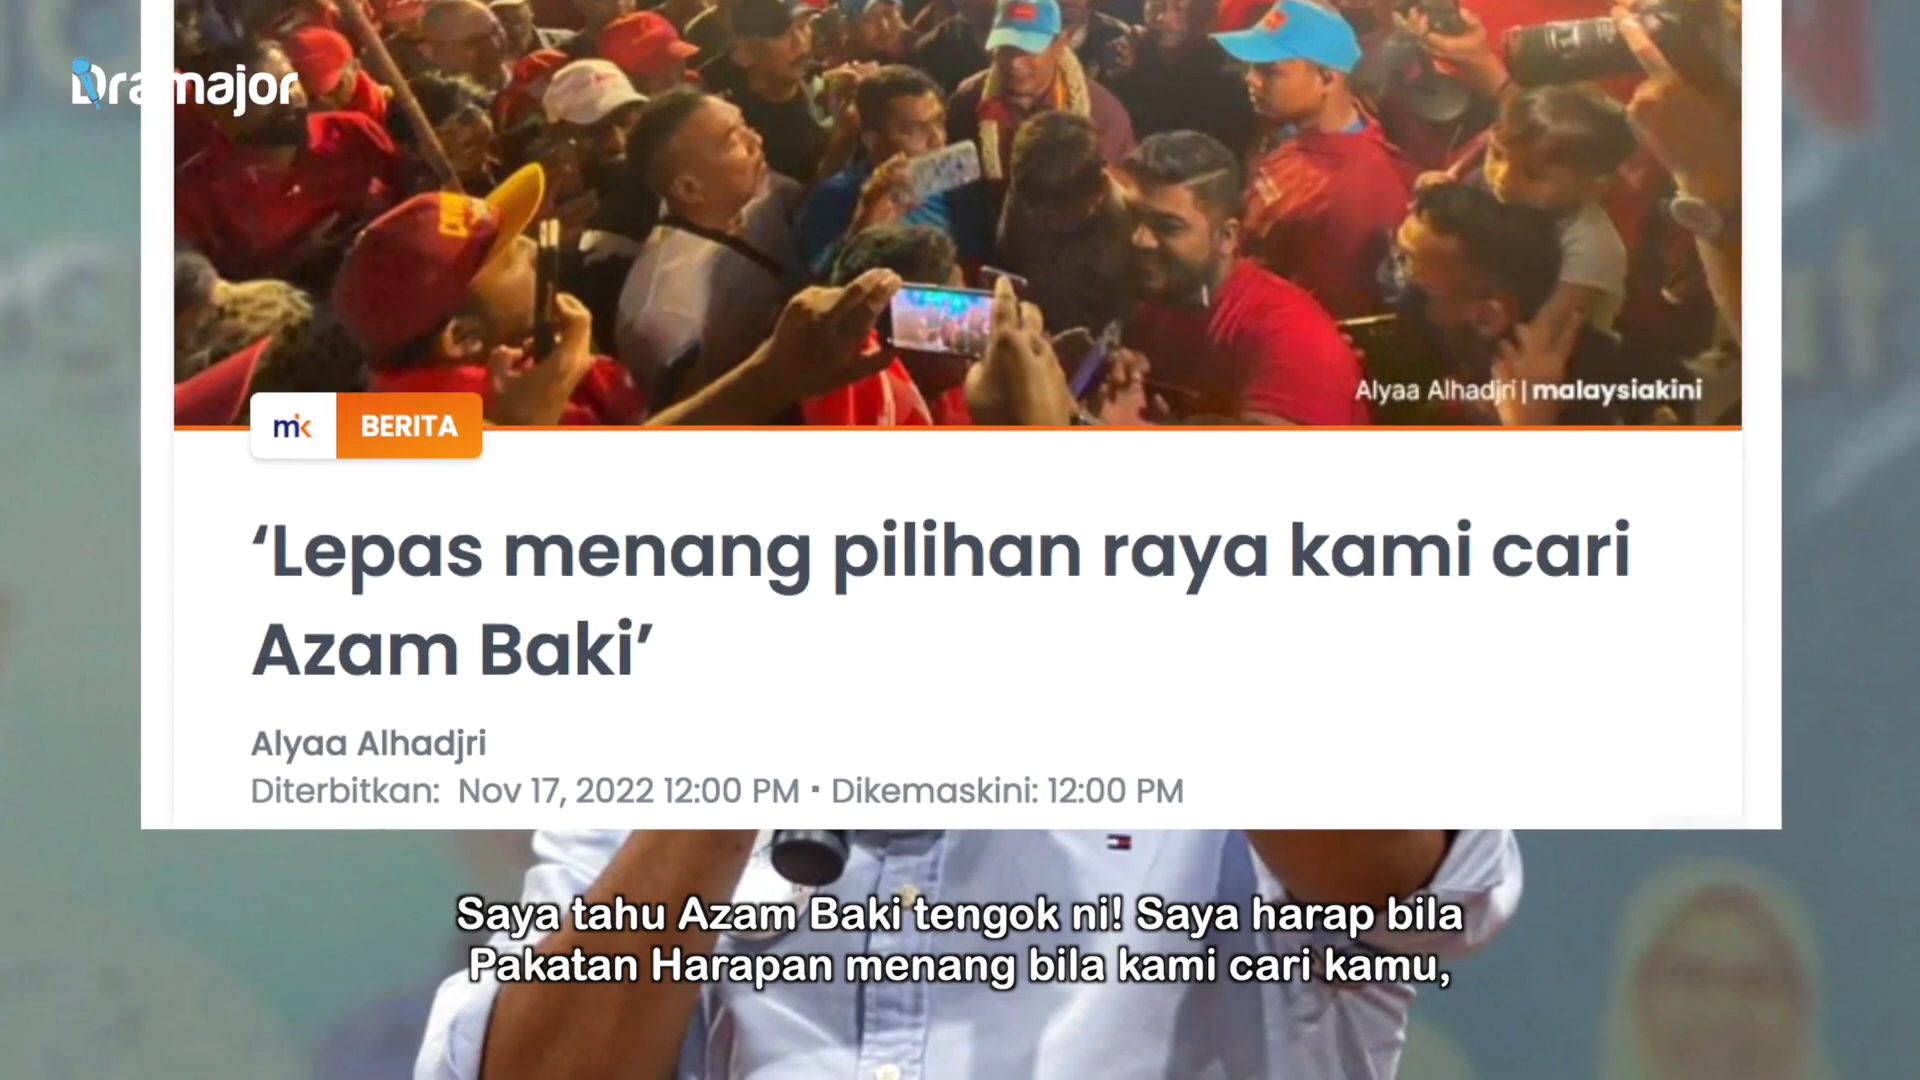 Dramajor
Alyaa Alhadjri | malaysiakini
mk BERITA
‘Lepas menang pilihan raya kami cari
Azam Baki’
Alyaa Alhadjri
Diterbitkan: Nov 17, 2022 12:00 PM · Dikemaskini: 12:00 PM
Saya tahu Azam Baki tengok ni! Saya harap bila
Pakatan Harapan menang bila kami cari kamu,